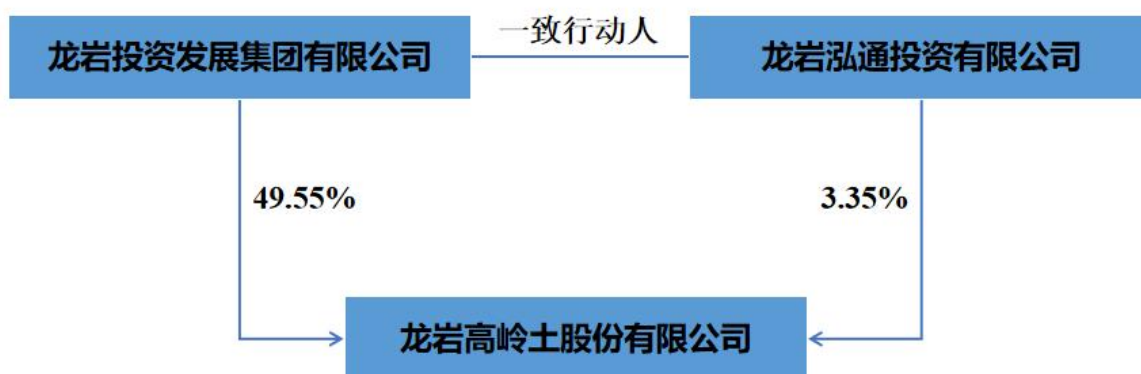 一致行动人
龙岩投资发展集团有限公司
龙岩泓通投资有限公司
49.55%
3.35%
龙岩高岭土股份有限公司